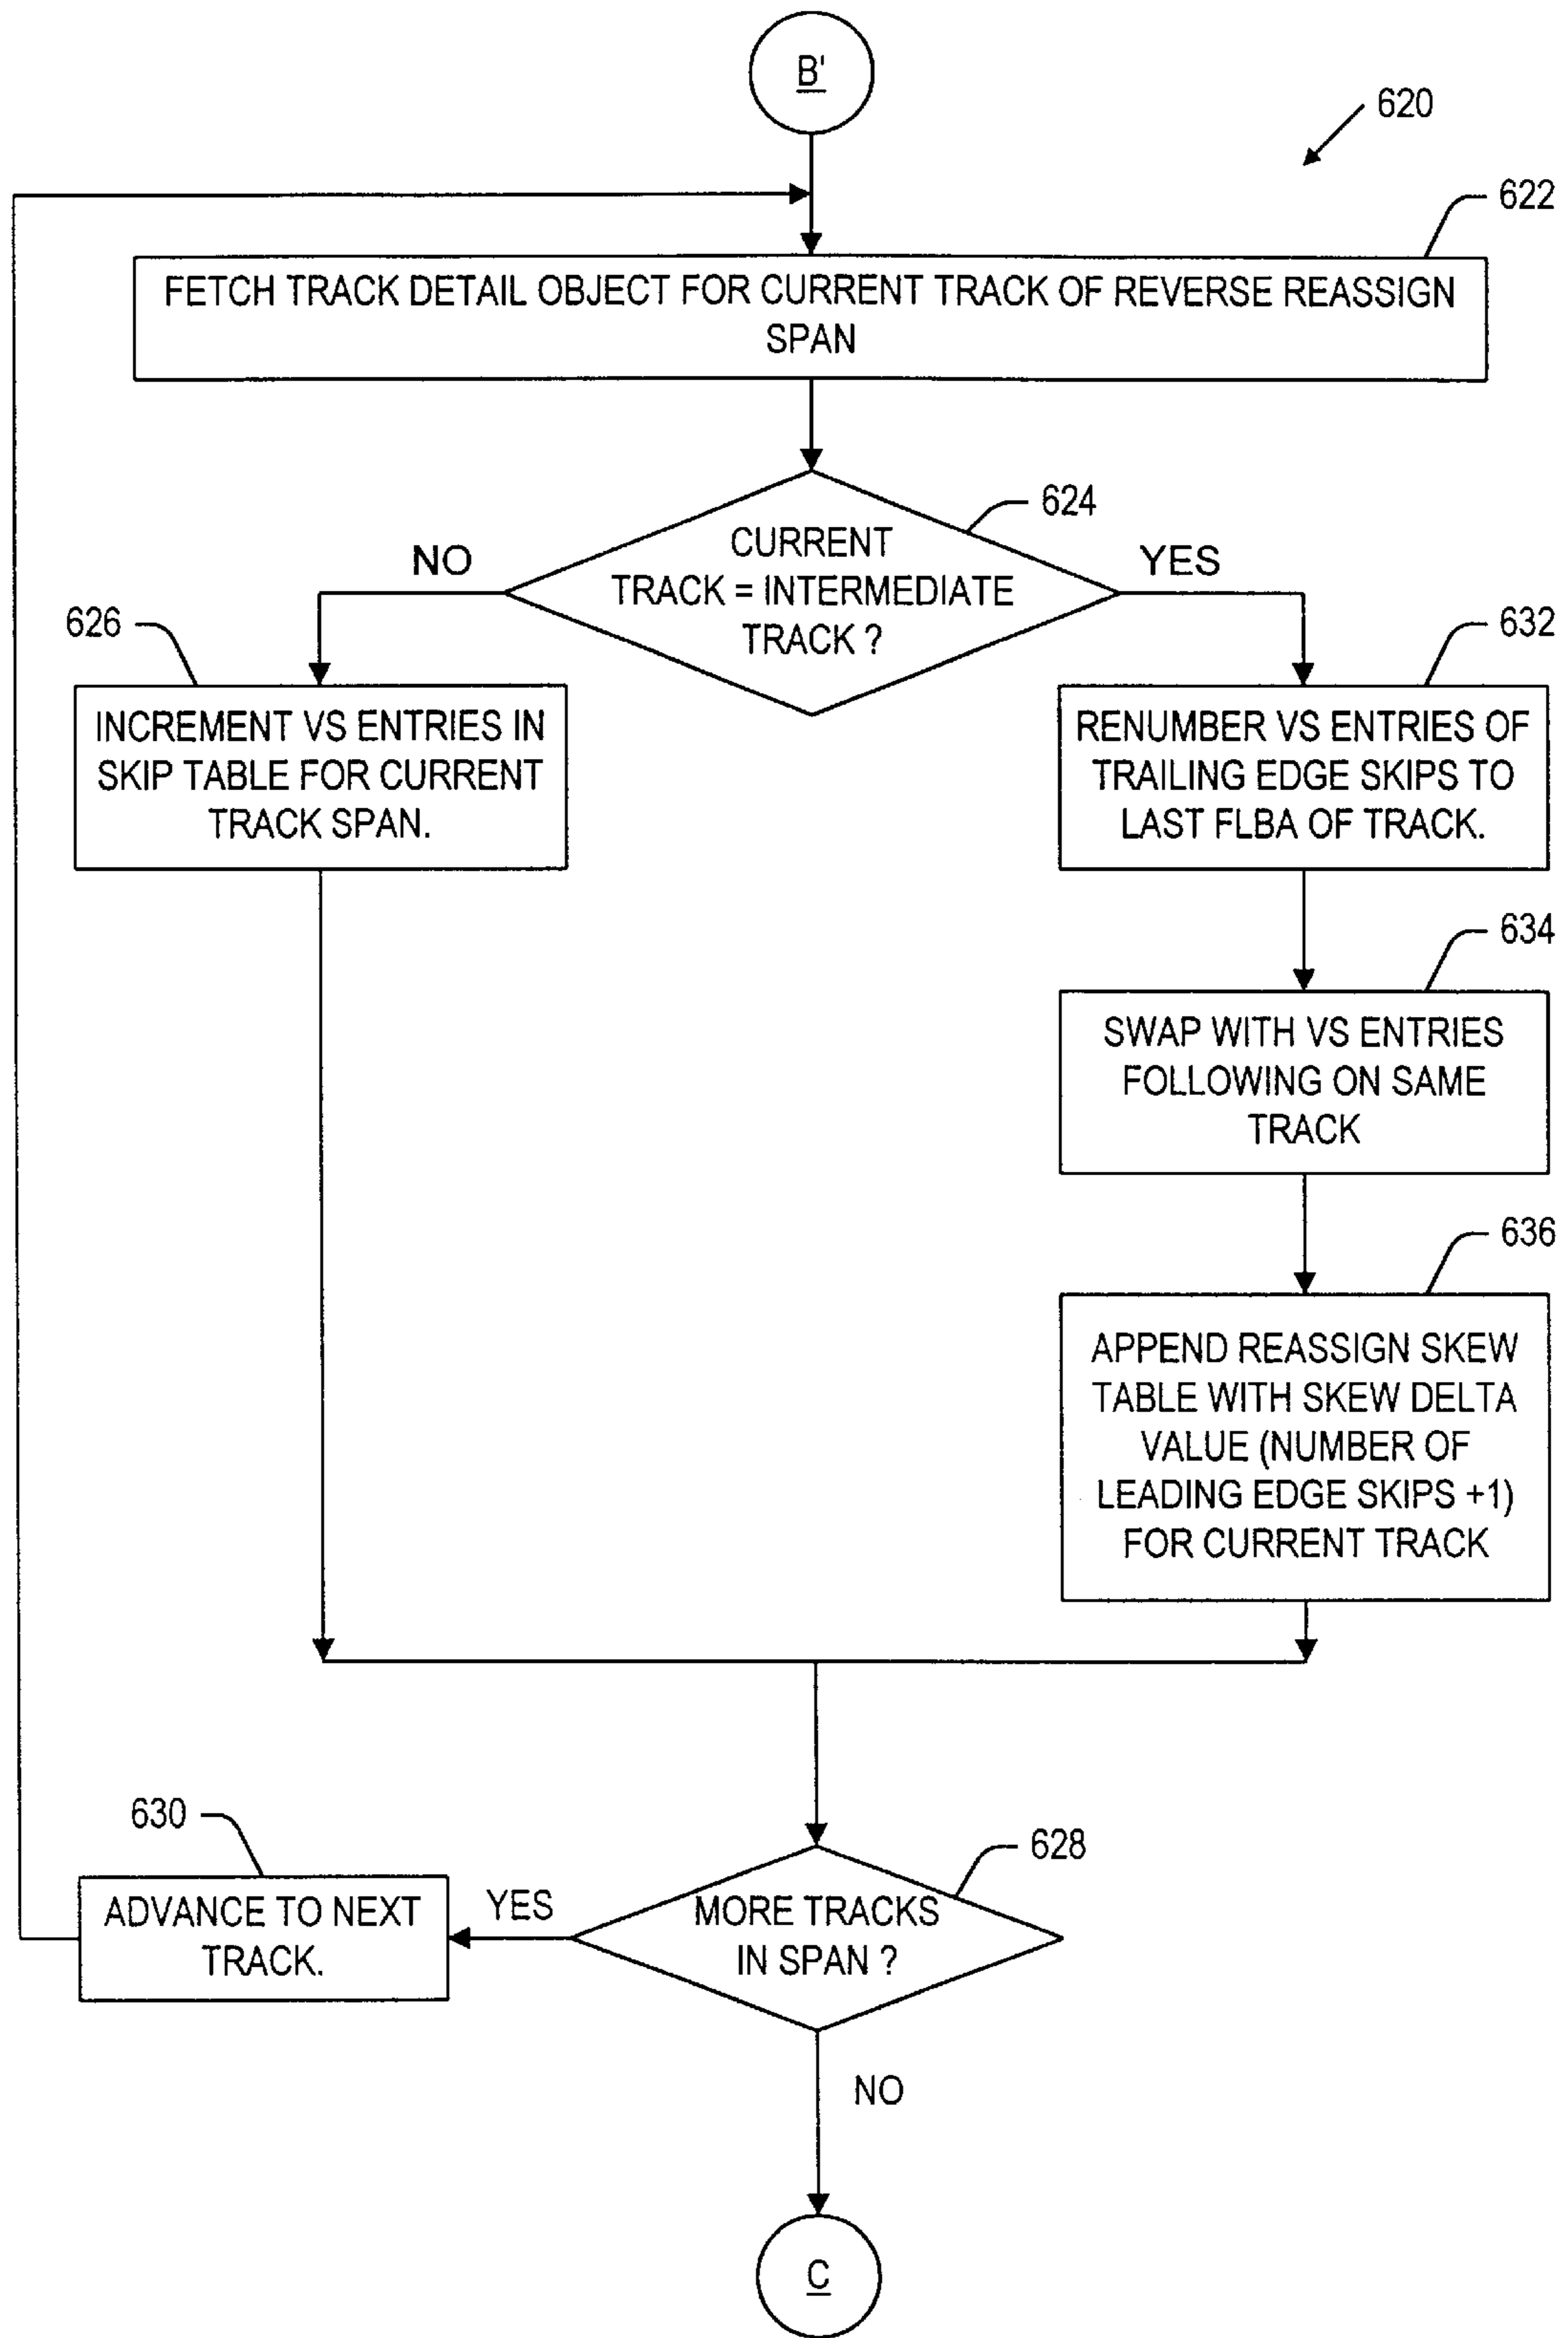 B'
620
622
FETCH TRACK DETAIL OBJECT FOR CURRENT TRACK OF REVERSE REASSIGN
SPAN
624
CURRENT
TRACK = INTERMEDIATE
TRACK ?
NO
YES
626
INCREMENT VS ENTRIES IN
SKIP TABLE FOR CURRENT
TRACK SPAN.
632
RENUMBER VS ENTRIES OF
TRAILING EDGE SKIPS TO
LAST FLBA OF TRACK.
634
SWAP WITH VS ENTRIES
FOLLOWING ON SAME
TRACK
636
APPEND REASSIGN SKEW
TABLE WITH SKEW DELTA
VALUE (NUMBER OF
LEADING EDGE SKIPS +1)
FOR CURRENT TRACK
630
ADVANCE TO NEXT
TRACK.
YES
628
MORE TRACKS
IN SPAN ?
NO
C